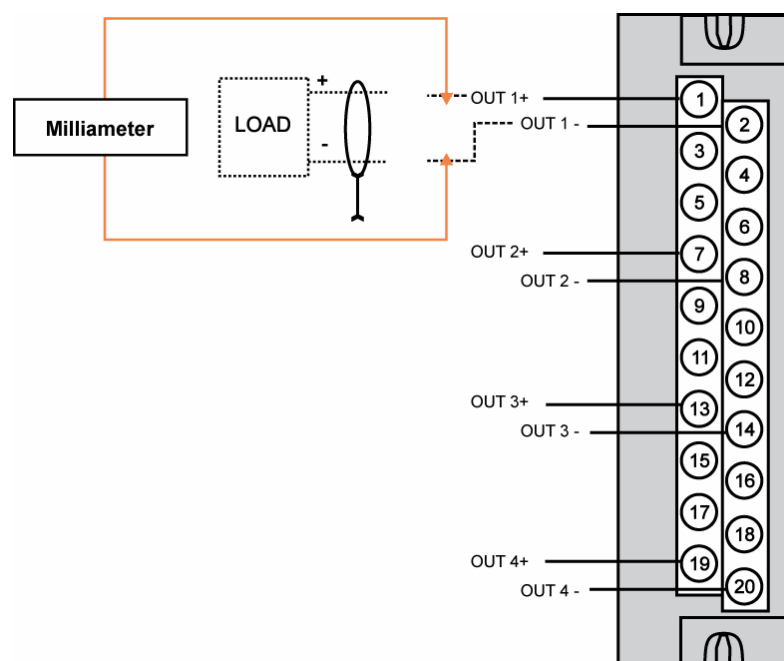 Milliameter
LOAD
+
-
OUT 1+
OUT 1 -
OUT 2+
OUT 2 -
OUT 3+
OUT 3 -
OUT 4+
OUT 4 -
1
2
3
4
5
6
7
8
9
10
11
12
13
14
15
16
17
18
19
20